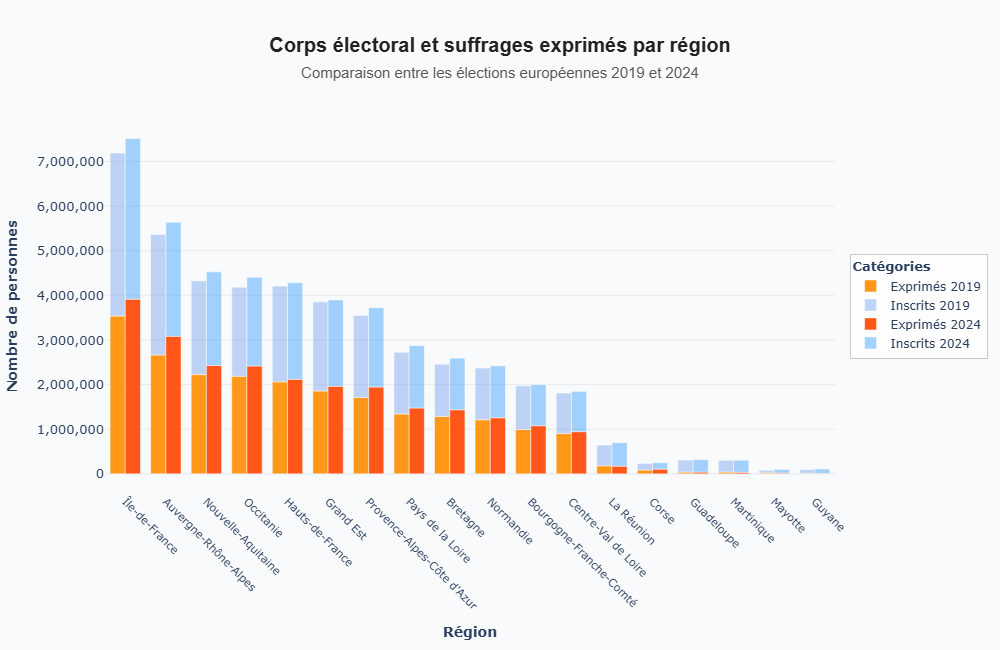 Corps électoral et suffrages exprimés par région
Comparaison entre les élections européennes 2019 et 2024
Nombre de personnes
7,000,000
6,000,000
5,000,000
4,000,000
3,000,000
2,000,000
1,000,000
0
Île-de-France
Auvergne-Rhône-Alpes
Nouvelle-Aquitaine
Occitanie
Hauts-de-France
Grand Est
Provence-Alpes-Côte d'Azur
Pays de la Loire
Bretagne
Normandie
Bourgogne-Franche-Comté
Centre-Val de Loire
La Réunion
Corse
Guadeloupe
Martinique
Mayotte
Guyane
Région
Catégories
Exprimés 2019
Inscrits 2019
Exprimés 2024
Inscrits 2024